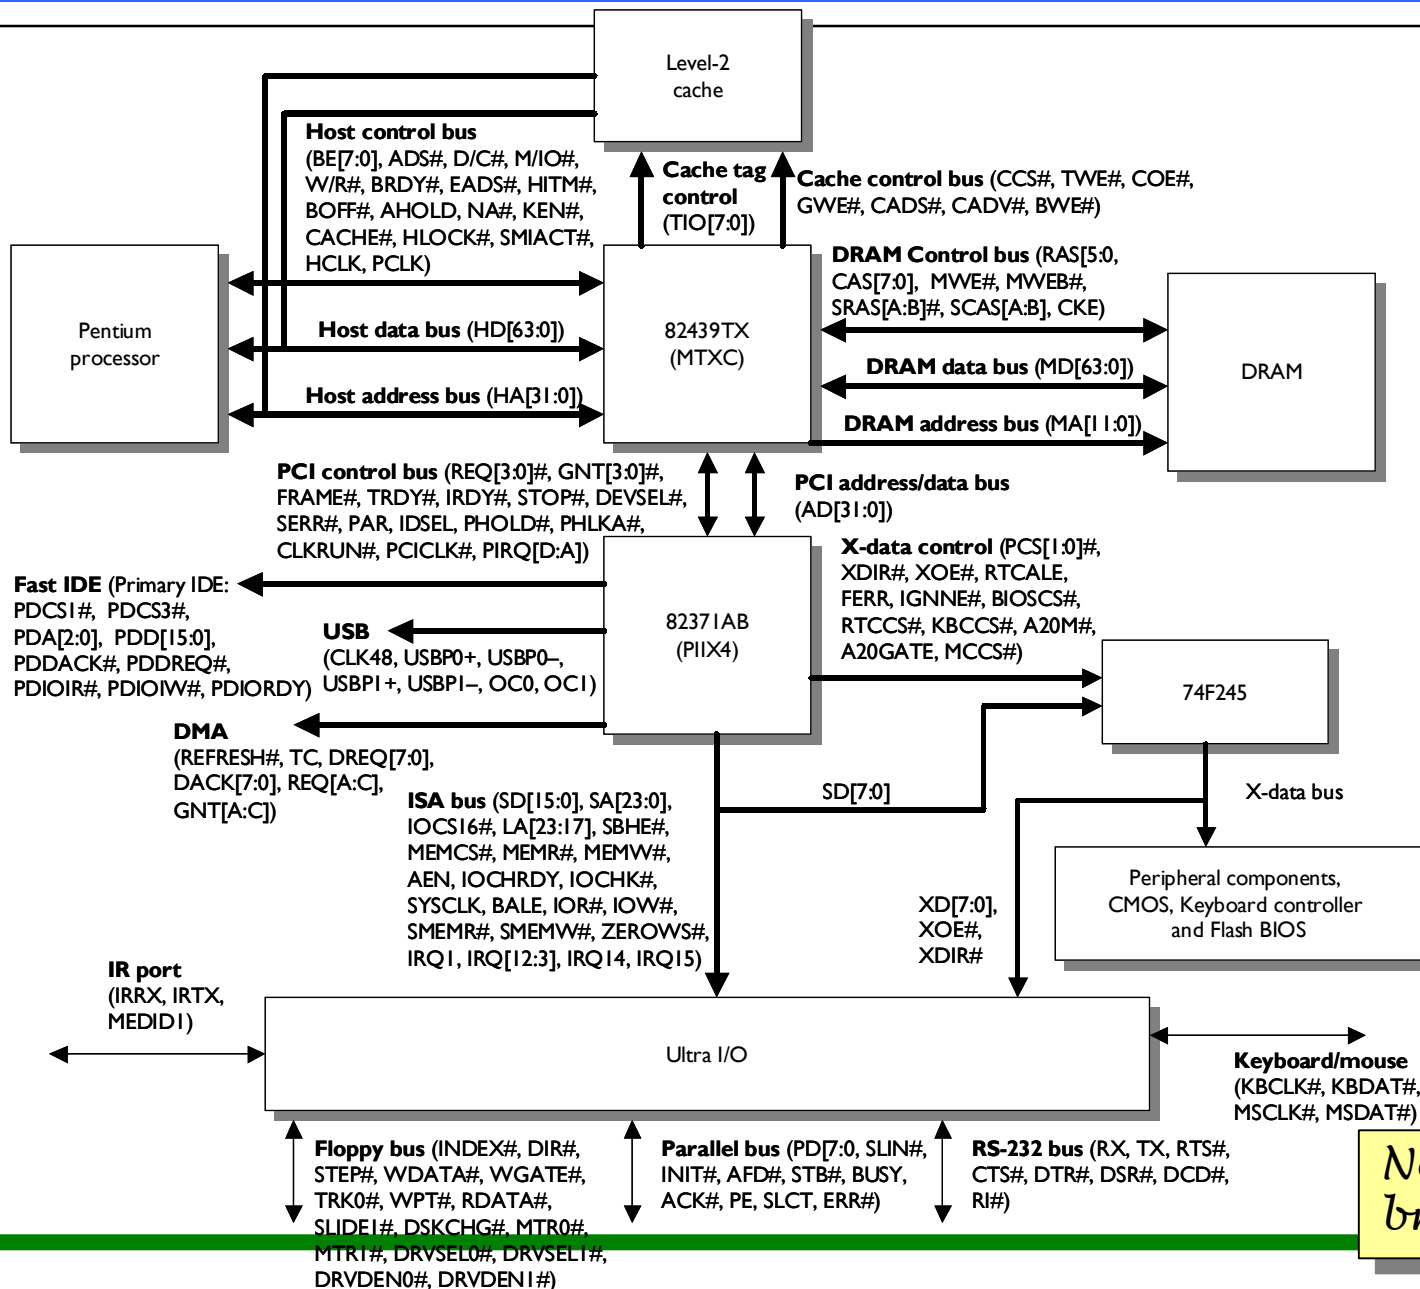 Level-2
cache
Host control bus
(BE[7:0], ADS#, D/C#, M/IO#,
W/R#, BRDY#, EADS#, HITM#,
BOFF#, AHOLD, NA#, KEN#,
CACHE#, HLOCK#, SMIACT#,
HCLK, PCLK)
Cache tag
control
(TIO[7:0])
Cache control bus (CCS#, TWE#, COE#,
GWE#, CADS#, CADV#, BWE#)
DRAM Control bus (RAS[5:0,
CAS[7:0], MWE#, MWEB#,
SRAS[A:B]#, SCAS[A:B], CKE)
Pentium
processor
Host data bus (HD[63:0])
82439TX
(MTXC)
DRAM data bus (MD[63:0])
DRAM
Host address bus (HA[31:0])
DRAM address bus (MA[11:0])
PCI control bus (REQ[3:0]#, GNT[3:0]#,
FRAME#, TRDY#, IRDY#, STOP#, DEVSEL#,
SERR#, PAR, IDSEL, PHOLD#, PHLKA#,
CLKRUN#, PCICLK#, PIRQ[D:A])
PCI address/data bus
(AD[31:0])
X-data control (PCS[1:0]#,
XDIR#, XOE#, RTCALE,
FERR, IGNNE#, BIOSCS#,
RTCCS#, KBCCS#, A20M#,
A20GATE, MCCS#)
Fast IDE (Primary IDE:
PDCS1#, PDCS3#,
PDA[2:0], PDD[15:0],
PDDACK#, PDDREQ#,
PDIOIR#, PDIOIW#, PDIORDY)
USB
(CLK48, USBP0+, USBP0–,
USBP1+, USBP1–, OC0, OC1)
82371AB
(PIIX4)
74F245
DMA
(REFRESH#, TC, DREQ[7:0],
DACK[7:0], REQ[A:C],
GNT[A:C])
ISA bus (SD[15:0], SA[23:0],
IOCS16#, LA[23:17], SBHE#,
MEMCS#, MEMR#, MEMW#,
AEN, IOCHRDY, IOCHK#,
SYSCLK, BALE, IOR#, IOW#,
SMEMR#, SMEMW#, ZEROWS#,
IRQ1, IRQ[12:3], IRQ14, IRQ15)
SD[7:0]
X-data bus
Peripheral components,
CMOS, Keyboard controller
and Flash BIOS
XD[7:0],
XOE#,
XDIR#
IR port
(IRRX, IRTX,
MEDID1)
Ultra I/O
Keyboard/mouse
(KBCLK#, KBDAT#,
MSCLK#, MSDAT#)
Floppy bus (INDEX#, DIR#,
STEP#, WDATA#, WGATE#,
TRK0#, WPT#, RDATA#,
SLIDE1#, DSKCHG#, MTR0#,
MTR1#, DRVSEL0#, DRVSEL1#,
DRVDEN0#, DRVDEN1#)
Parallel bus (PD[7:0, SLIN#,
INIT#, AFD#, STB#, BUSY,
ACK#, PE, SLCT, ERR#)
RS-232 bus (RX, TX, RTS#,
CTS#, DTR#, DSR#, DCD#,
RI#)